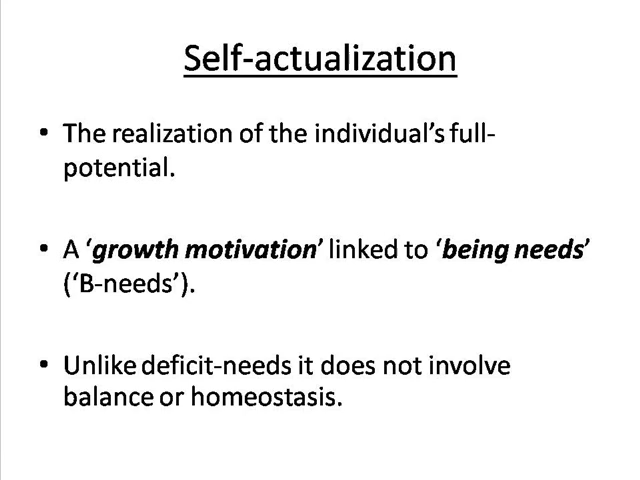 Self-actualization
• The realization of the individual’s full-
potential.
• A ‘growth motivation’ linked to ‘being needs’
(‘B-needs’).
• Unlike deficit-needs it does not involve
balance or homeostasis.